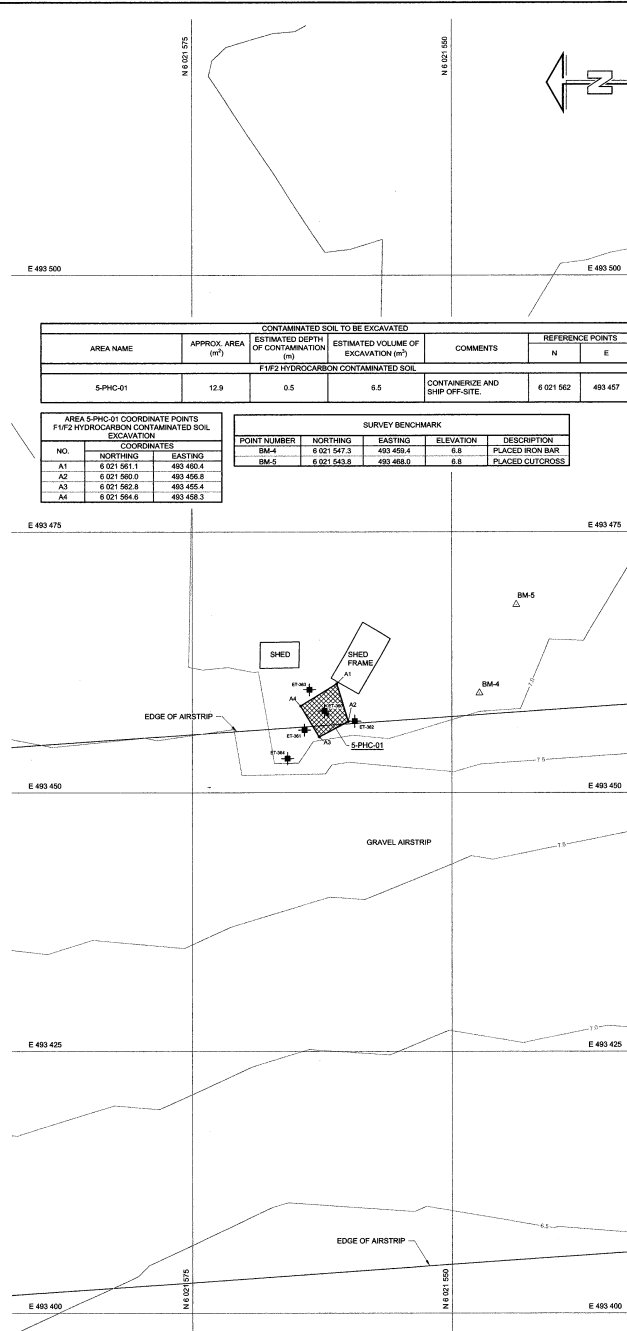 N 6 021 575
N 6 021 550
N
E 493 500
E 493 500
CONTAMINATED SOIL TO BE EXCAVATED
AREA NAME
APPROX. AREA (m²)
ESTIMATED DEPTH OF CONTAMINATION (m)
ESTIMATED VOLUME OF EXCAVATION (m³)
COMMENTS
REFERENCE POINTS
N E
F1/F2 HYDROCARBON CONTAMINATED SOIL
5-PHC-01 12.9 0.5 6.5 CONTAINERIZE AND SHIP OFF-SITE. 6 021 562 493 457
AREA 5-PHC-01 COORDINATE POINTS
F1/F2 HYDROCARBON CONTAMINATED SOIL
EXCAVATION
NO. COORDINATES
NORTHING EASTING
A1 6 021 561.1 493 460.4
A2 6 021 560.0 493 456.8
A3 6 021 562.8 493 455.4
A4 6 021 564.6 493 458.3
SURVEY BENCHMARK
POINT NUMBER NORTHING EASTING ELEVATION DESCRIPTION
BM-4 6 021 547.3 493 459.4 6.8 PLACED IRON BAR
BM-5 6 021 543.8 493 468.0 6.8 PLACED CUTCROSS
E 493 475
E 493 475
BM-5
SHED
SHED
FRAME
BM-4
7.0
ET-363
A1
A4
A2
EDGE OF AIRSTRIP
ET-361
ET-362
A3
5-PHC-01
ET-364
7.5
E 493 450
E 493 450
GRAVEL AIRSTRIP
7.5
7.0
E 493 425
E 493 425
6.5
EDGE OF AIRSTRIP
N 6 021 575
N 6 021 550
E 493 400
E 493 400